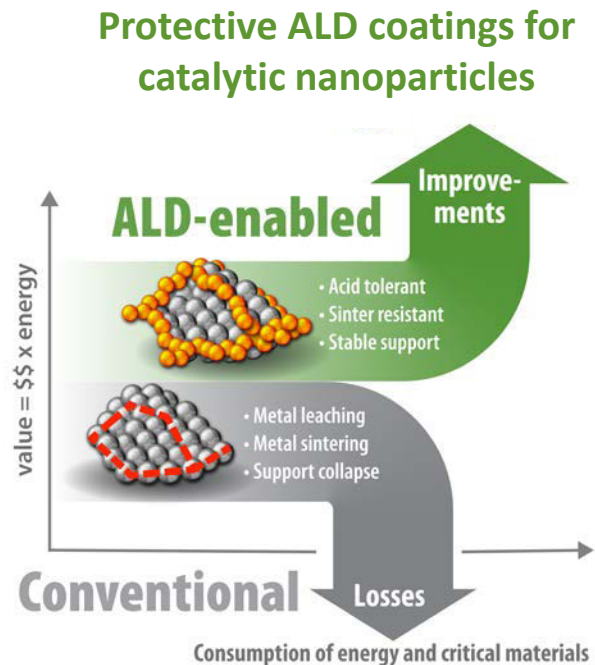 Protective ALD coatings for
catalytic nanoparticles
Improve-
ments
ALD-enabled
• Acid tolerant
• Sinter resistant
• Stable support
value = $$ x energy
• Metal leaching
• Metal sintering
• Support collapse
Conventional
Losses
Consumption of energy and critical materials